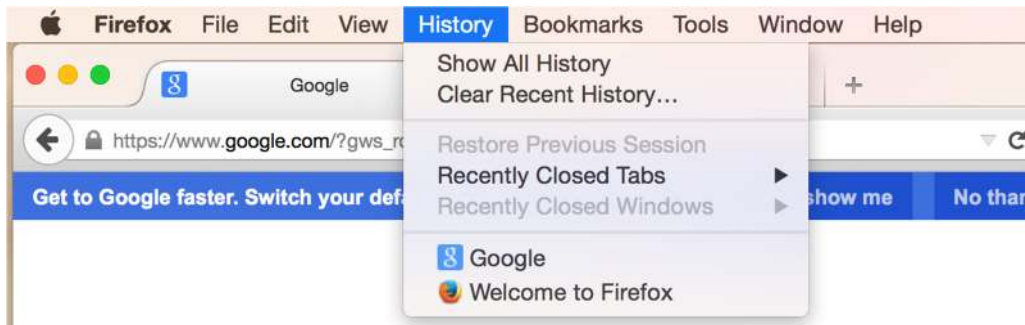 Firefox File Edit View History Bookmarks Tools Window Help
Google
https://www.google.com/?gws_r
Get to Google faster. Switch your def
show me
No than
Show All History
Clear Recent History...
Restore Previous Session
Recently Closed Tabs
Recently Closed Windows
Google
Welcome to Firefox